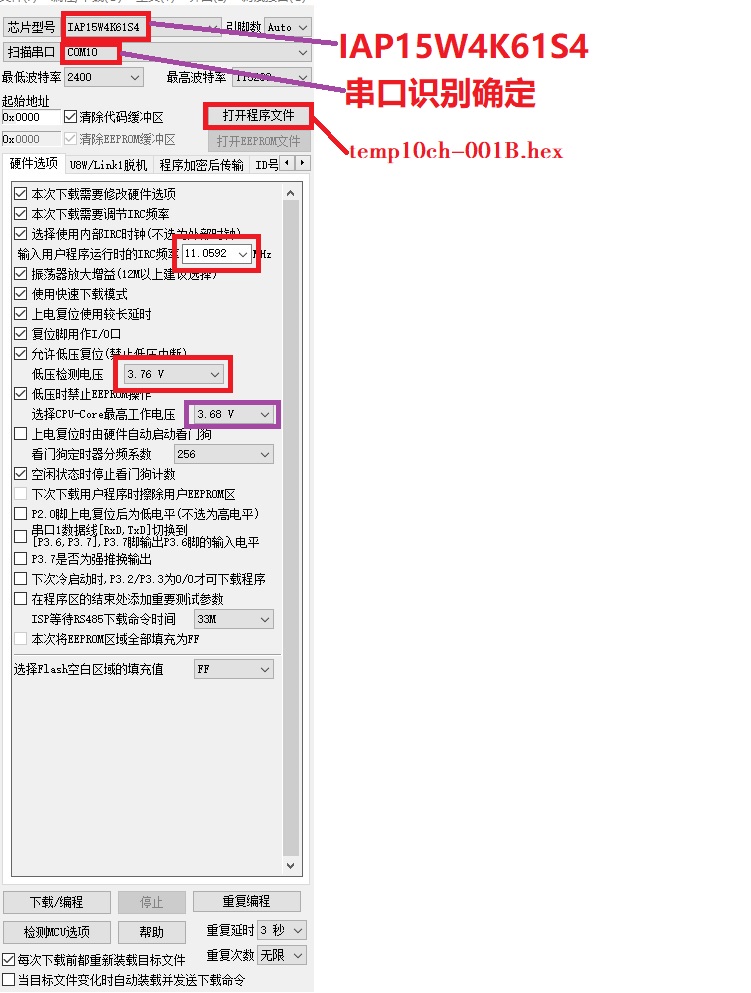 芯片型号 IAP15W4K61S4 引脚数 Auto
IAP15W4K61S4
扫描串口 COM10
串口识别确定
最低波特率 2400 最高波特率 115200
起始地址
0x0000 清除代码缓冲区 打开程序文件
temp10ch-001B.hex
0x0000 清除EEPROM缓冲区 打开EEPROM文件
硬件选项 U8W/Link1脱机 程序加密后传输 ID号
本次下载需要修改硬件选项
本次下载需要调节IRC频率
选择使用内部IRC时钟(不选为外部时钟)
输入用户程序运行时的IRC频率 11.0592 MHz
振荡器放大增益(12M以上建议选择)
使用快速下载模式
上电复位使用较长延时
复位脚用作I/O口
允许低压复位(禁止低压中断)
低压检测电压 3.76 V
低压时禁止EEPROM操作
选择CPU-Core最高工作电压 3.68 V
上电复位时由硬件自动启动看门狗
看门狗定时器分频系数 256
空闲状态时停止看门狗计数
下次下载用户程序时擦除用户EEPROM区
P2.0脚上电复位后为低电平(不选为高电平)
串口1数据线[RxD,TxD]切换到
[P3.6,P3.7],P3.7脚输出P3.6脚的输入电平
P3.7是否为强推挽输出
下次冷启动时,P3.2/P3.3为0/0才可下载程序
在程序区的结束处添加重要测试参数
ISP等待RS485下载命令时间 33M
本次将EEPROM区域全部填充为FF
选择Flash空白区域的填充值 FF
下载/编程 停止 重复编程
检测MCU选项 帮助 重复延时 3 秒
每次下载前都重新装载目标文件 重复次数 无限
当目标文件变化时自动装载并发送下载命令